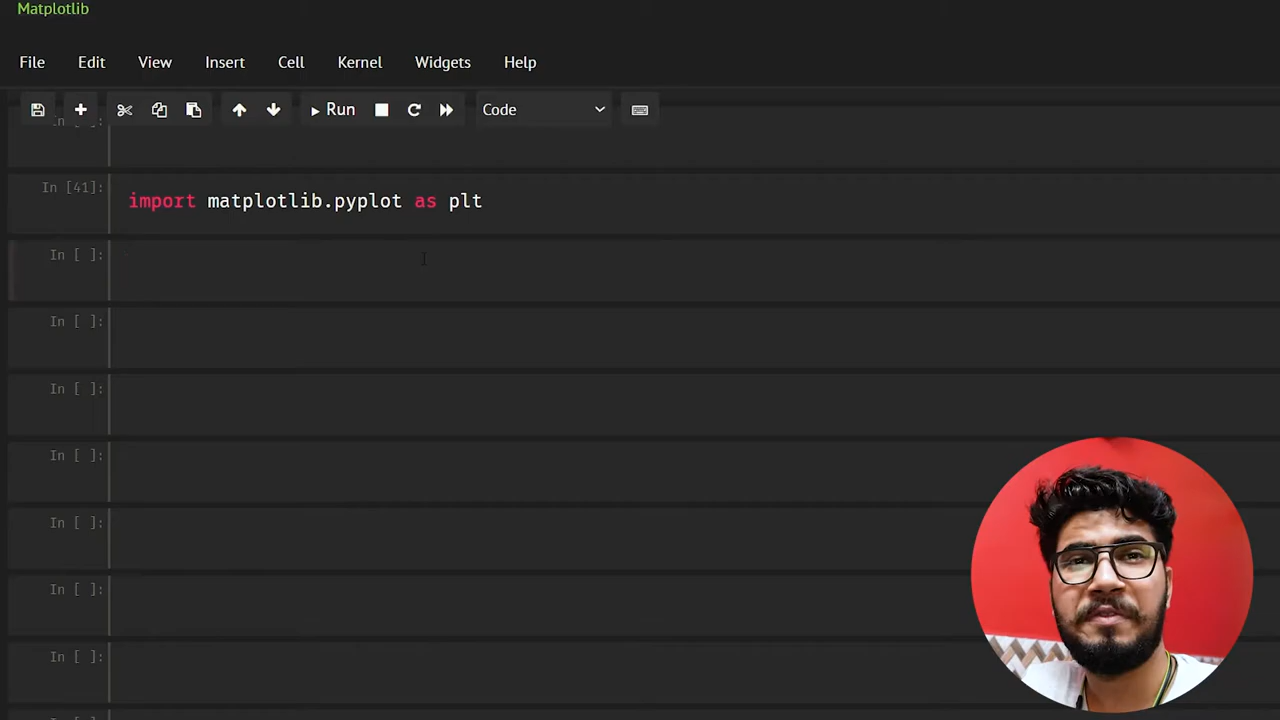 Matplotlib
File Edit View Insert Cell Kernel Widgets Help
Run Code
In [ ]:
In [41]: import matplotlib.pyplot as plt
In [ ]:
In [ ]:
In [ ]:
In [ ]:
In [ ]:
In [ ]:
In [ ]: